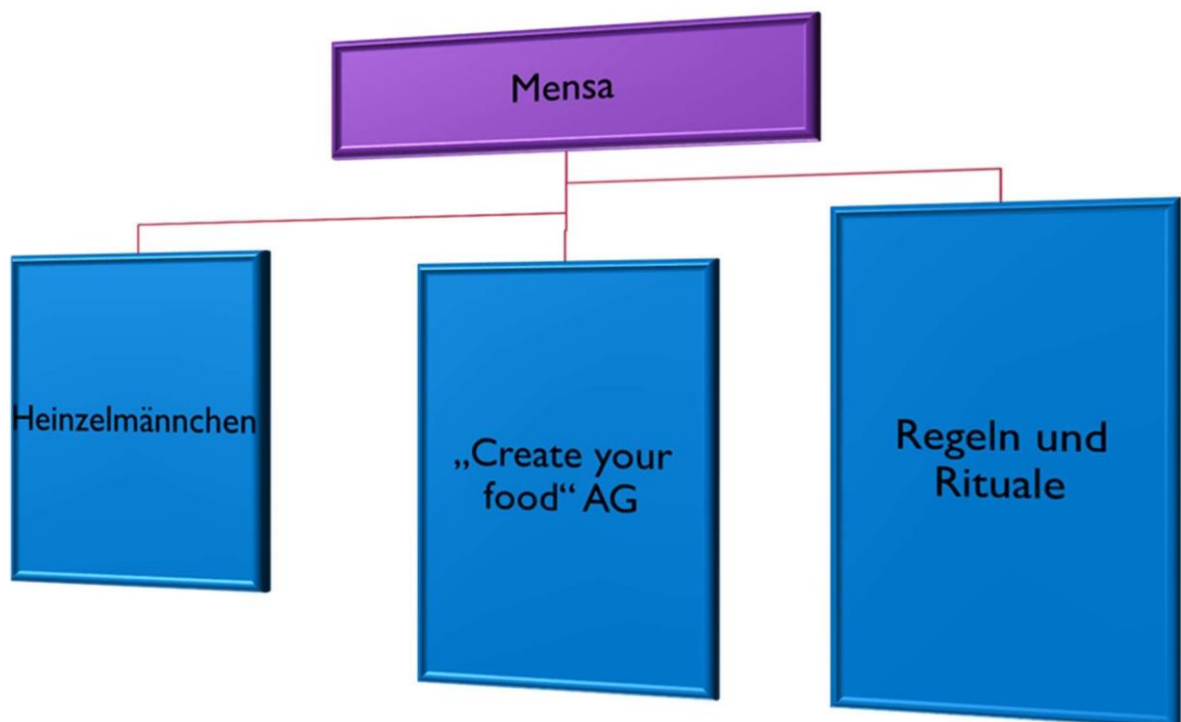 Mensa
Heinzelmännchen
„Create your
food“ AG
Regeln und
Rituale